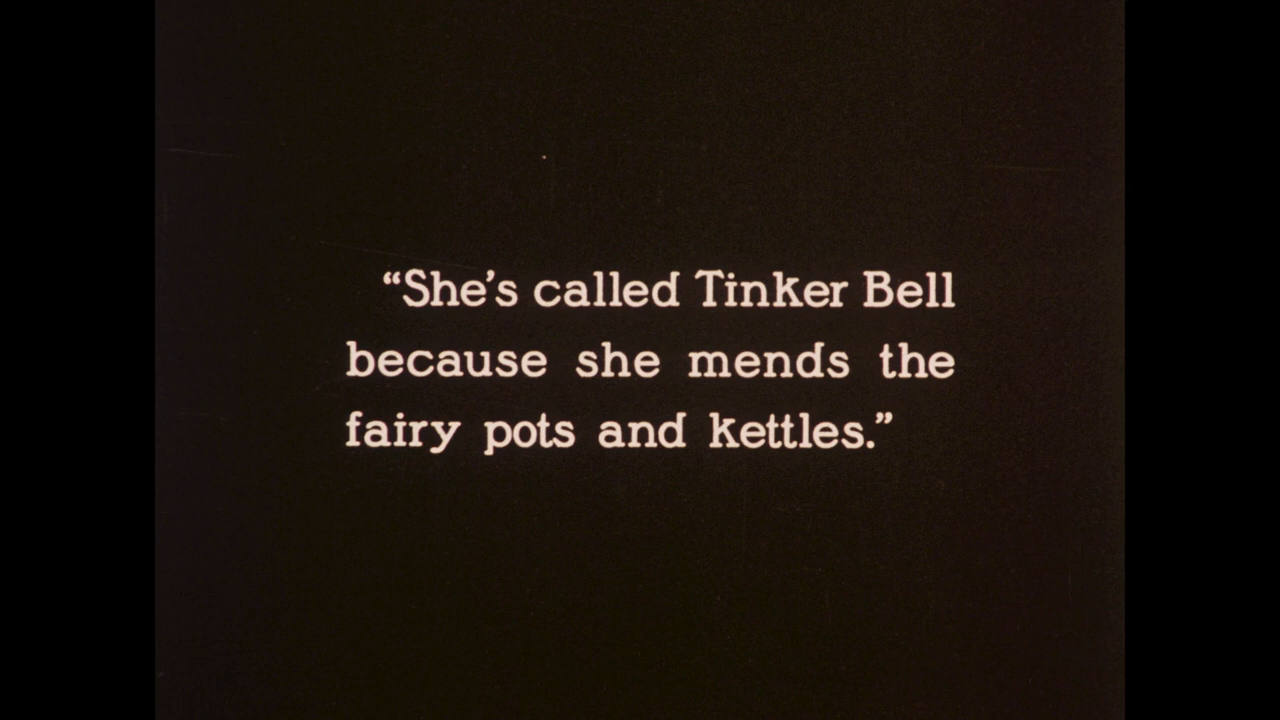 “She’s called Tinker Bell
because she mends the
fairy pots and kettles.”